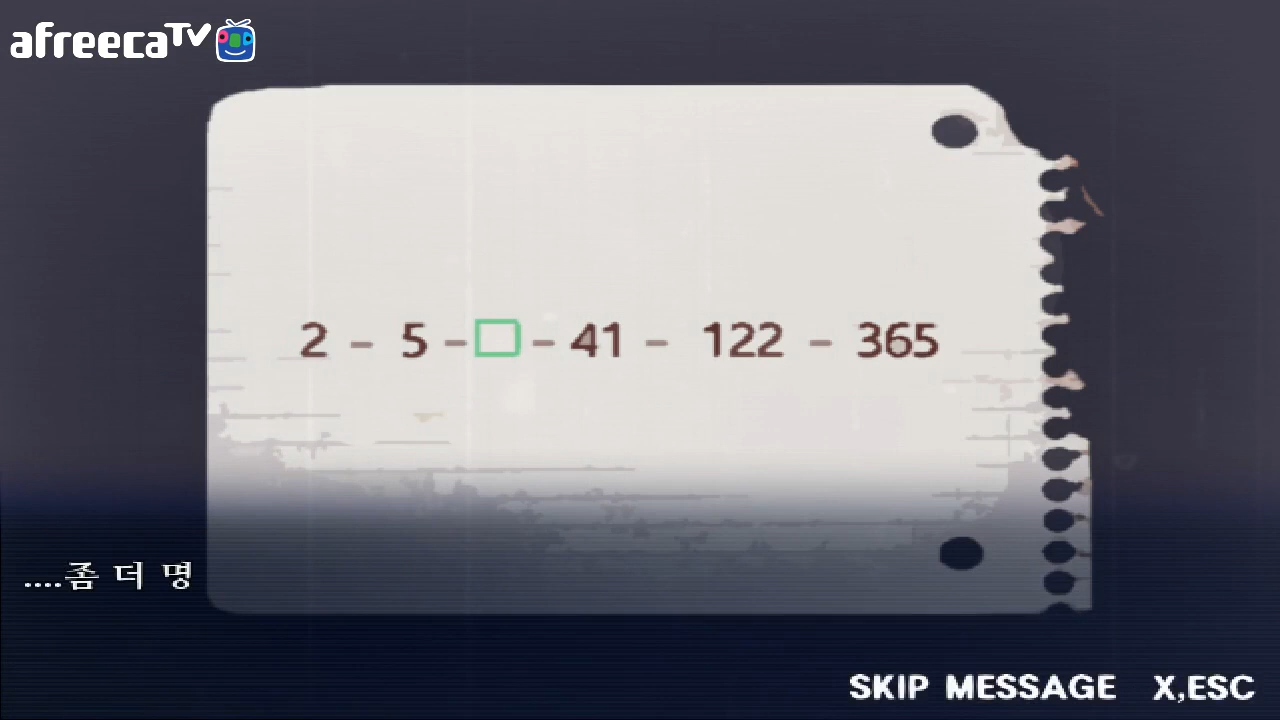 afreecaTV
2 - 5 - □ - 41 - 122 - 365
....좀 더 명
SKIP MESSAGE X,ESC